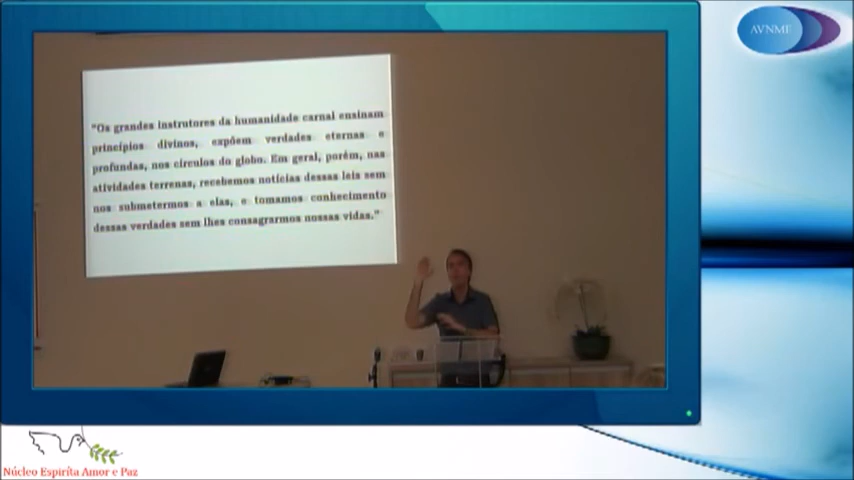 AVNME
"Os grandes instrutores da humanidade carnal ensinam
princípios divinos, expõem verdades eternas e
profundas, nos círculos do globo. Em geral, porém, nas
atividades terrenas, recebemos notícias dessas leis sem
nos submetermos a elas, e tomamos conhecimento
dessas verdades sem lhes consagrarmos nossas vidas."
Núcleo Espiríta Amor e Paz